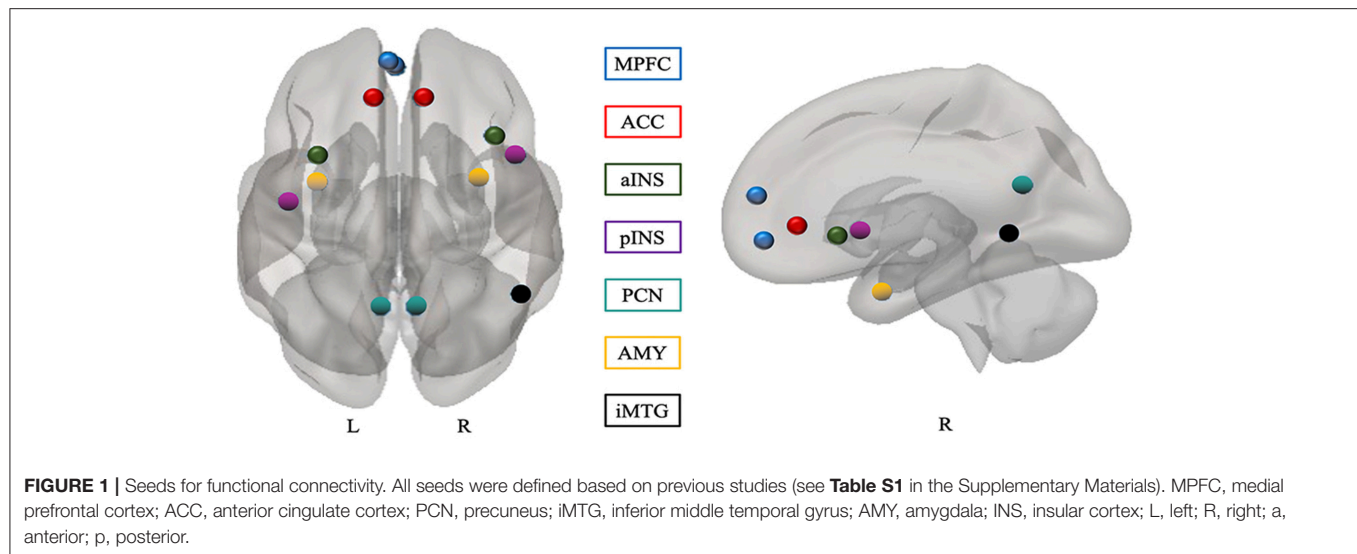 MPFC
ACC
aINS
pINS
PCN
AMY
iMTG
L
R
R
FIGURE 1 | Seeds for functional connectivity. All seeds were defined based on previous studies (see Table S1 in the Supplementary Materials). MPFC, medial
prefrontal cortex; ACC, anterior cingulate cortex; PCN, precuneus; iMTG, inferior middle temporal gyrus; AMY, amygdala; INS, insular cortex; L, left; R, right; a,
anterior; p, posterior.